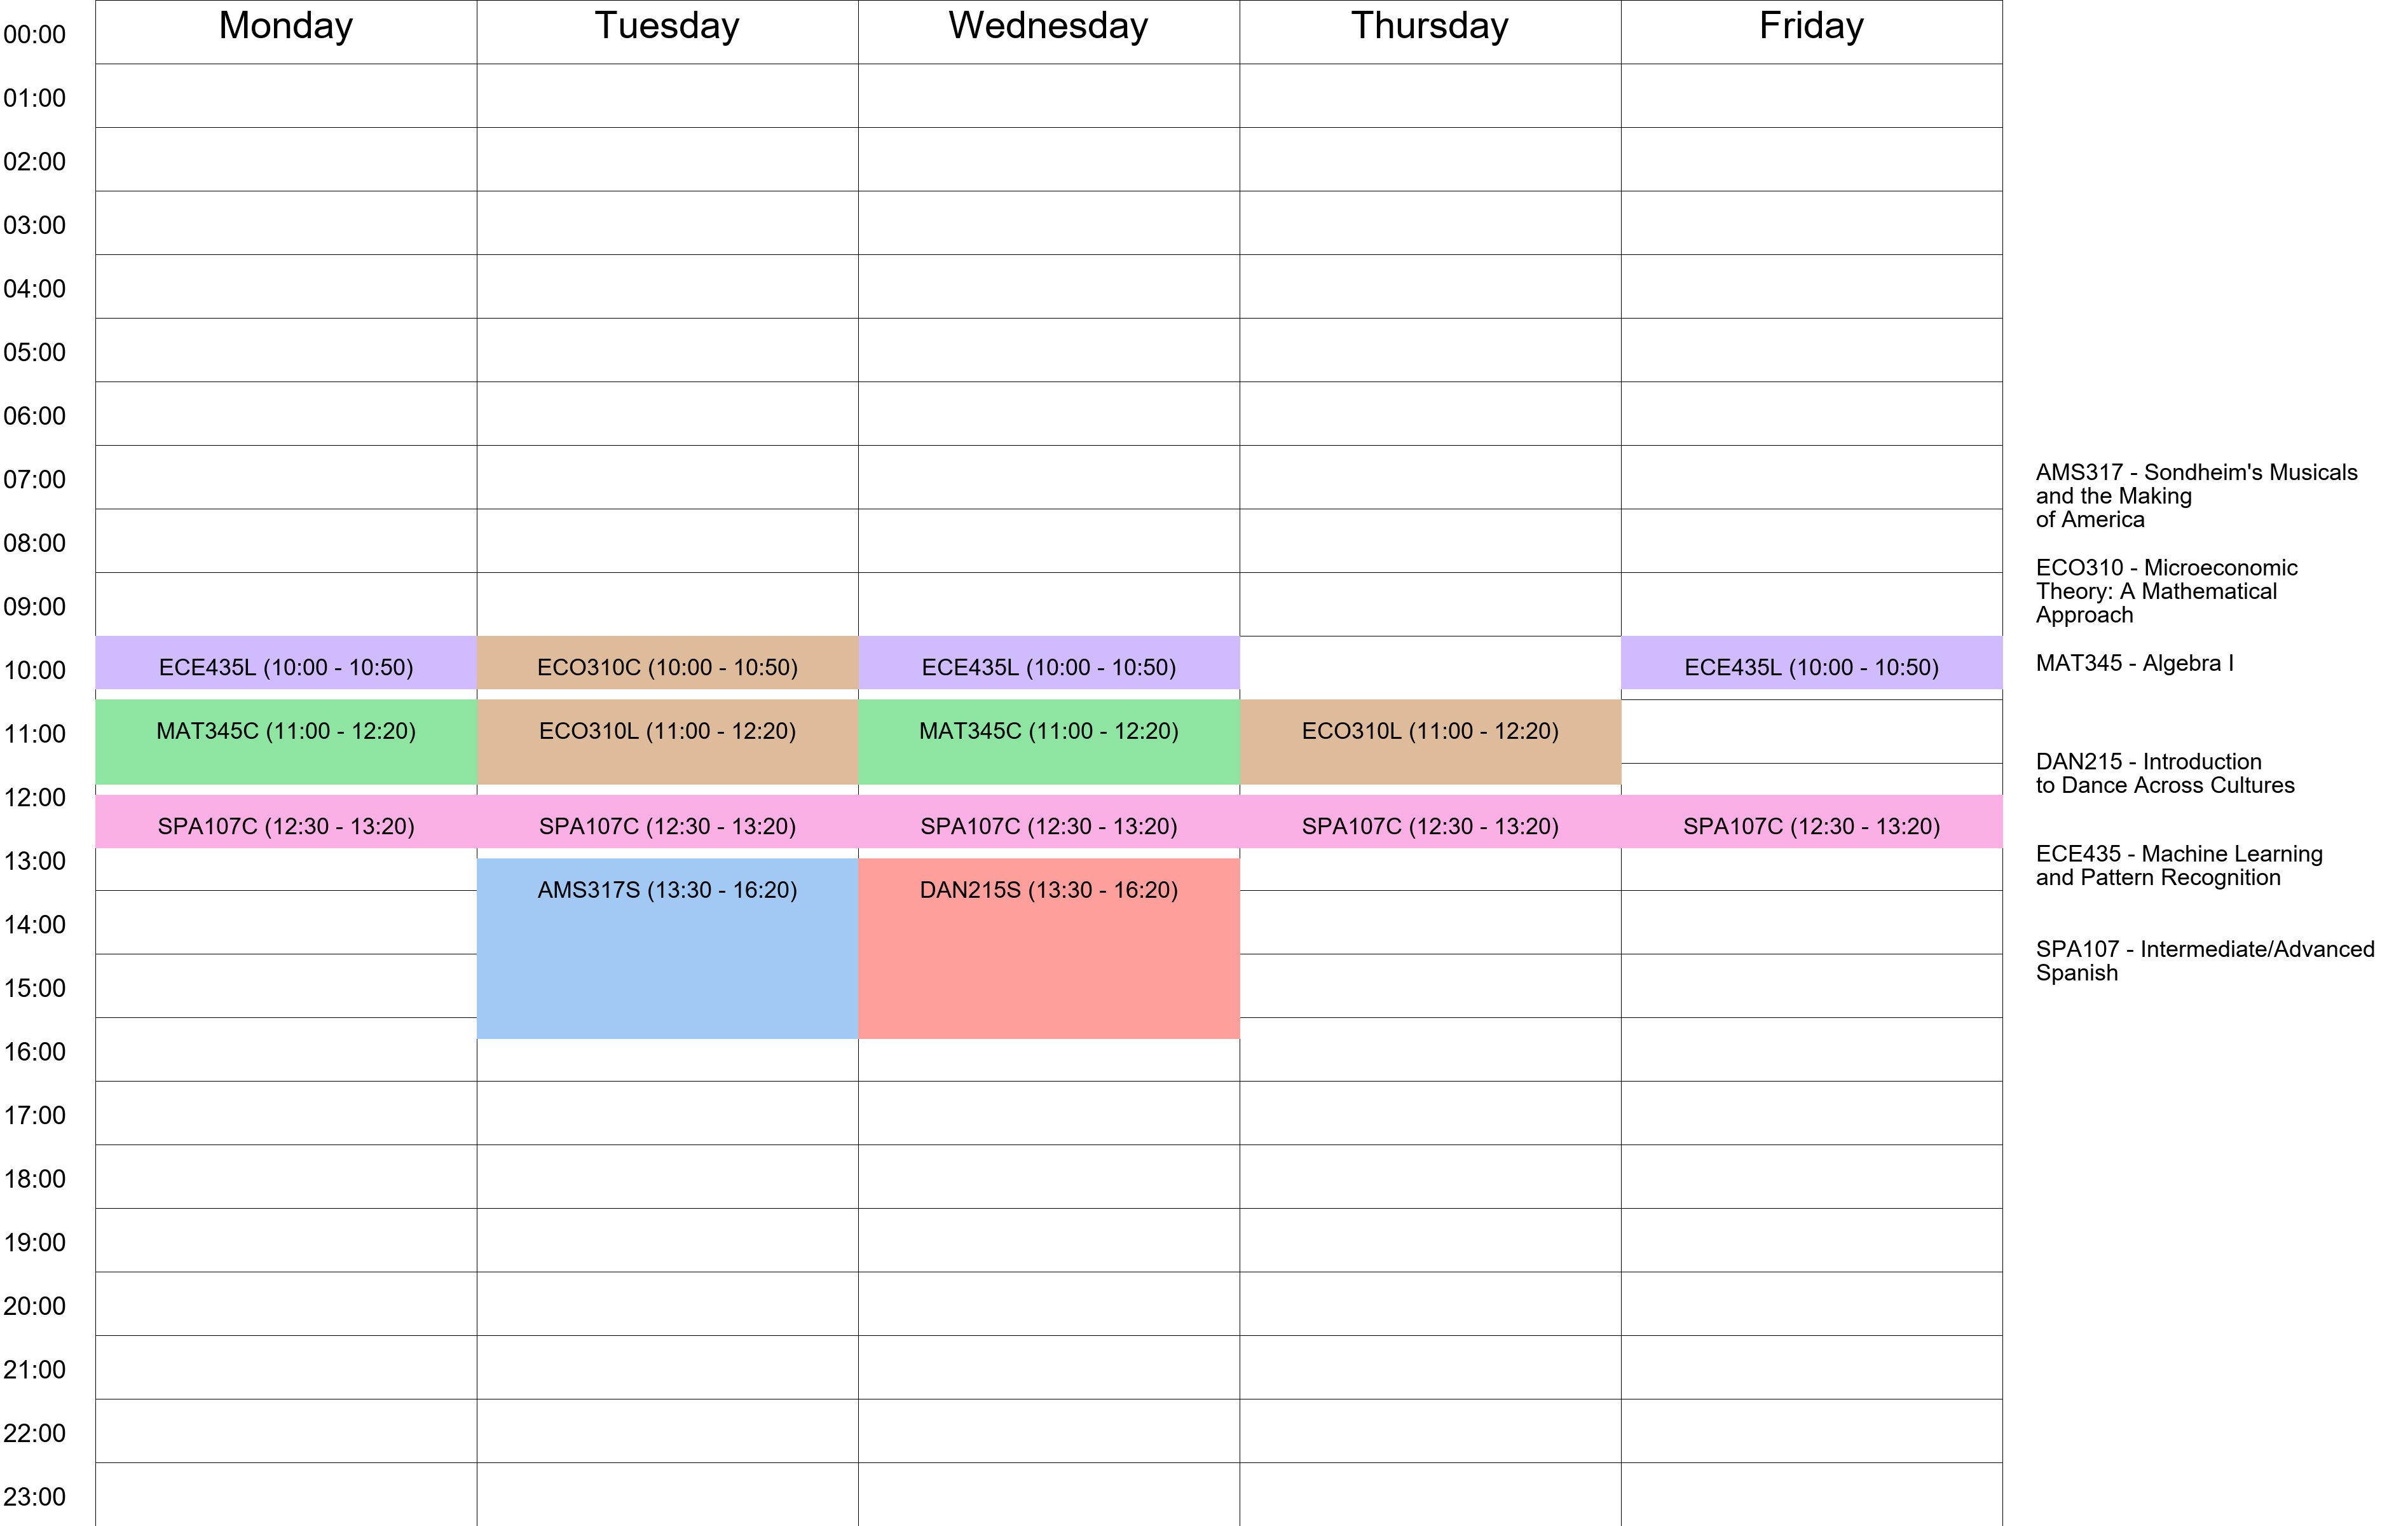 Monday Tuesday Wednesday Thursday Friday
00:00
01:00
02:00
03:00
04:00
05:00
06:00
07:00
08:00
09:00
ECE435L (10:00 - 10:50) ECO310C (10:00 - 10:50) ECE435L (10:00 - 10:50) ECE435L (10:00 - 10:50)
10:00
MAT345C (11:00 - 12:20) ECO310L (11:00 - 12:20) MAT345C (11:00 - 12:20) ECO310L (11:00 - 12:20)
11:00
12:00
SPA107C (12:30 - 13:20) SPA107C (12:30 - 13:20) SPA107C (12:30 - 13:20) SPA107C (12:30 - 13:20) SPA107C (12:30 - 13:20)
13:00
AMS317S (13:30 - 16:20) DAN215S (13:30 - 16:20)
14:00
15:00
16:00
17:00
18:00
19:00
20:00
21:00
22:00
23:00
AMS317 - Sondheim's Musicals
and the Making
of America
ECO310 - Microeconomic
Theory: A Mathematical
Approach
MAT345 - Algebra I
DAN215 - Introduction
to Dance Across Cultures
ECE435 - Machine Learning
and Pattern Recognition
SPA107 - Intermediate/Advanced
Spanish